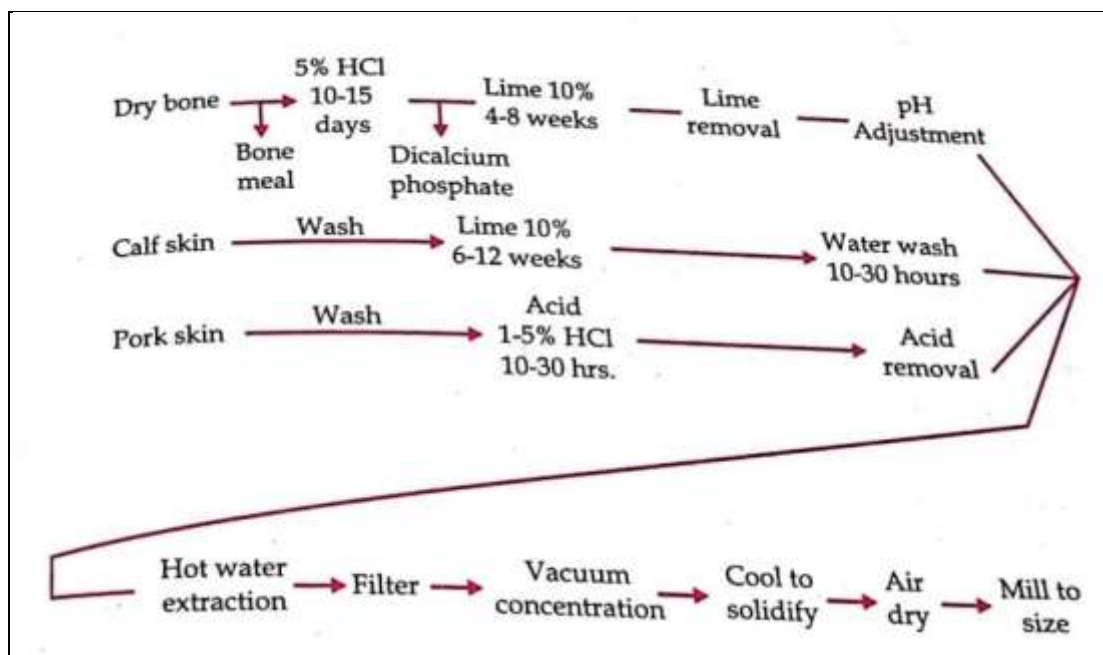 Dry bone
5% HCl
10-15
days
Bone
meal
Dicalcium
phosphate
Lime 10%
4-8 weeks
Lime
removal
pH
Adjustment
Calf skin
Wash
Lime 10%
6-12 weeks
Water wash
10-30 hours
Pork skin
Wash
Acid
1-5% HCl
10-30 hrs.
Acid
removal
Hot water
extraction
Filter
Vacuum
concentration
Cool to
solidify
Air
dry
Mill to
size